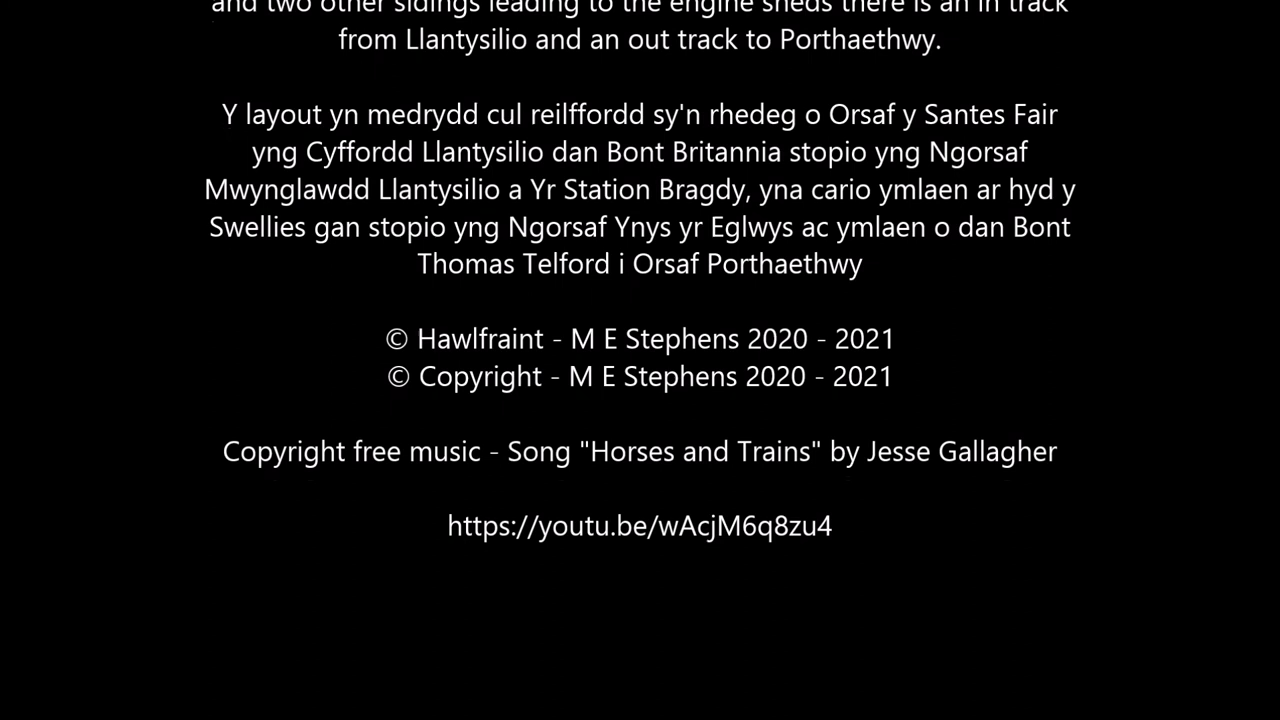 and two other sidings leading to the engine sheds there is an in track
from Llantysilio and an out track to Porthaethwy.
Y layout yn medrydd cul reilffordd sy'n rhedeg o Orsaf y Santes Fair
yng Cyffordd Llantysilio dan Bont Britannia stopio yng Ngorsaf
Mwynglawdd Llantysilio a Yr Station Bragdy, yna cario ymlaen ar hyd y
Swellies gan stopio yng Ngorsaf Ynys yr Eglwys ac ymlaen o dan Bont
Thomas Telford i Orsaf Porthaethwy
© Hawlfraint - M E Stephens 2020 - 2021
© Copyright - M E Stephens 2020 - 2021
Copyright free music - Song "Horses and Trains" by Jesse Gallagher
https://youtu.be/wAcjM6q8zu4